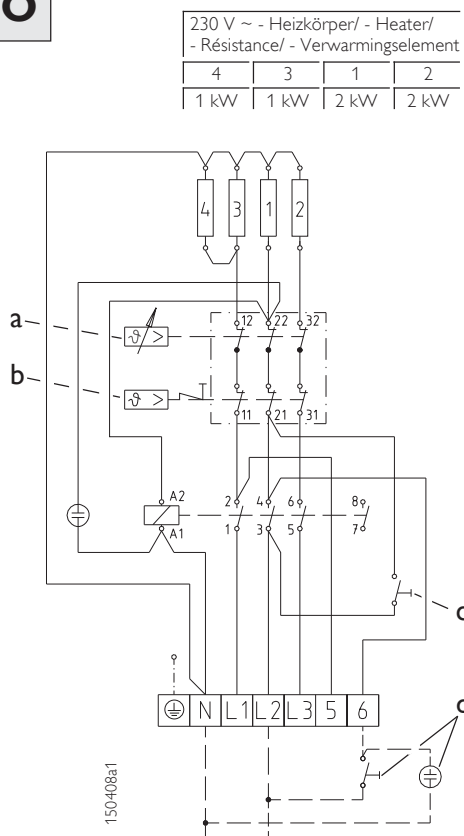 8
230 V ~ - Heizkörper/ - Heater/
- Résistance/ - Verwarmingselement
4 3 1 2
1 kW 1 kW 2 kW 2 kW
4 3 1 2
a
ϑ >
12 22 32
b
ϑ >
11 21 31
A2
2 4 6 8
A1
1 3 5 7
c
N L1 L2 L3 5 6
150408a1